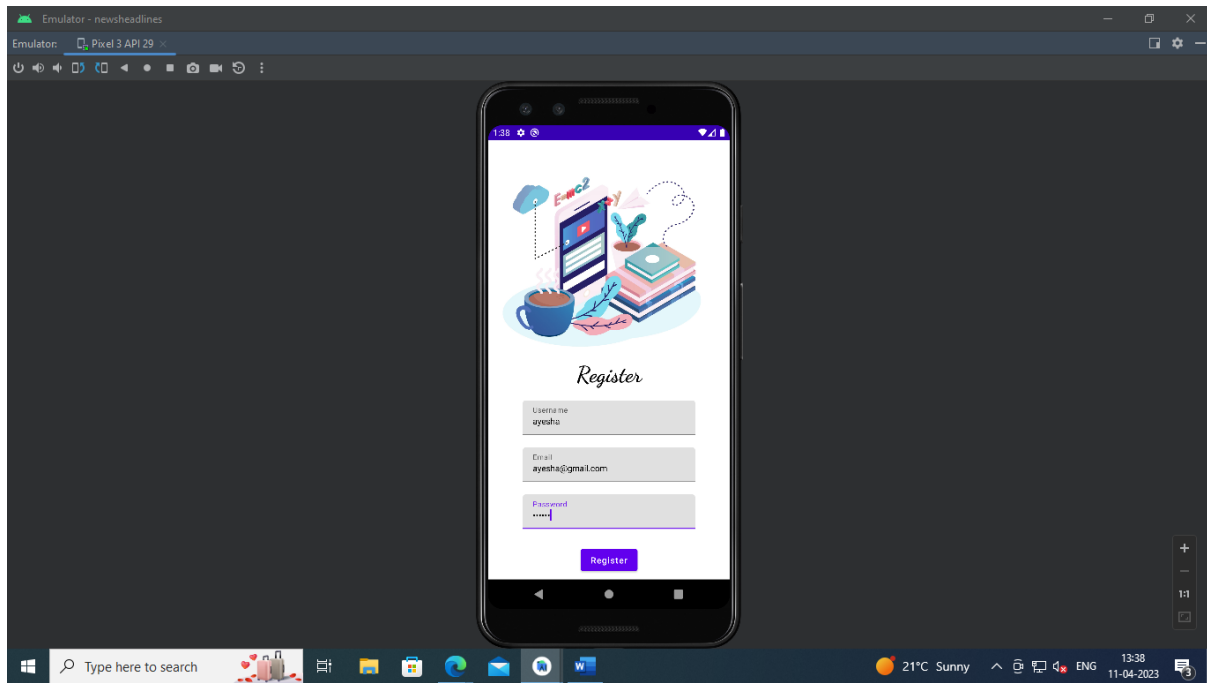 Emulator - newsheadlines
Emulator: Pixel 3 API 29
1:38
E=mc2
x+y
Register
Username
ayesha
Email
ayesha@gmail.com
Password
••••••
Register
1:1
Type here to search
21°C Sunny
ENG
13:38
11-04-2023
3